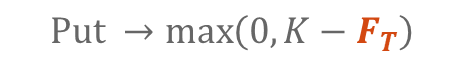 Put → max(0, K − F_T)